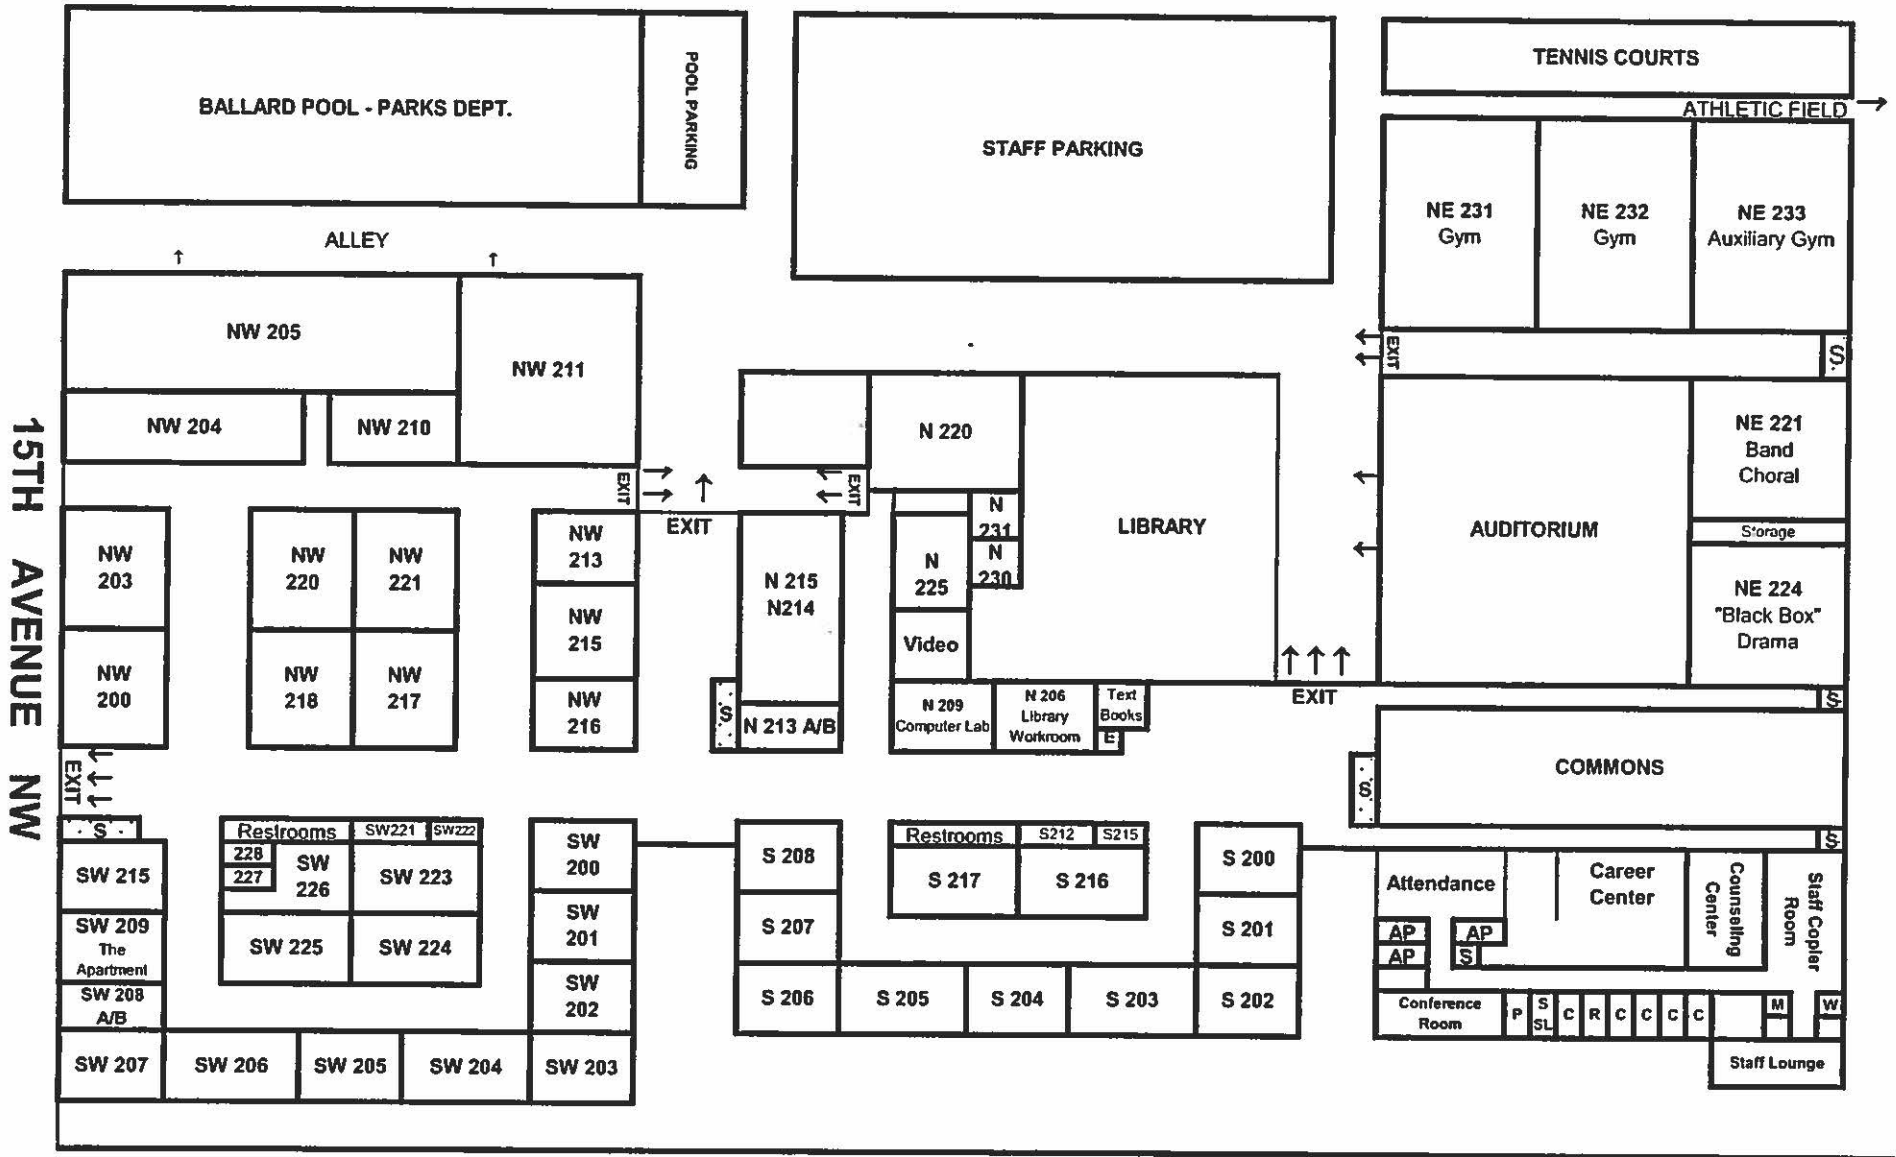 BALLARD POOL - PARKS DEPT.
POOL PARKING
STAFF PARKING
TENNIS COURTS
ATHLETIC FIELD
NE 231
Gym
NE 232
Gym
NE 233
Auxiliary Gym
ALLEY
NW 205
NW 211
NW 204
NW 210
EXIT
EXIT
EXIT
N 220
EXIT
S
15TH AVENUE NW
NW
203
NW
220
NW
221
NW
213
N 215
N214
N
225
N
231
N
230
LIBRARY
AUDITORIUM
NE 221
Band
Choral
Storage
NE 224
"Black Box"
Drama
NW
200
NW
218
NW
217
NW
215
NW
216
S
N 213 A/B
Video
N 209
Computer Lab
N 206
Library
Workroom
Text
Books
E
EXIT
S
COMMONS
S
S
EXIT
S
SW 215
SW 209
The
Apartment
SW 208
A/B
SW 207
SW 206
SW 205
SW 204
SW 203
Restrooms
SW221
SW222
228
227
SW
226
SW 223
SW 225
SW 224
SW
200
SW
201
SW
202
S 208
S 207
S 206
S 205
S 204
S 203
S 202
Restrooms
S212
S215
S 217
S 216
S 200
S 201
Attendance
AP
AP
AP
S
Career
Center
Counseling
Center
Staff Copier
Room
Conference
Room
P
S
SL
C
R
C
C
C
C
M
W
Staff Lounge